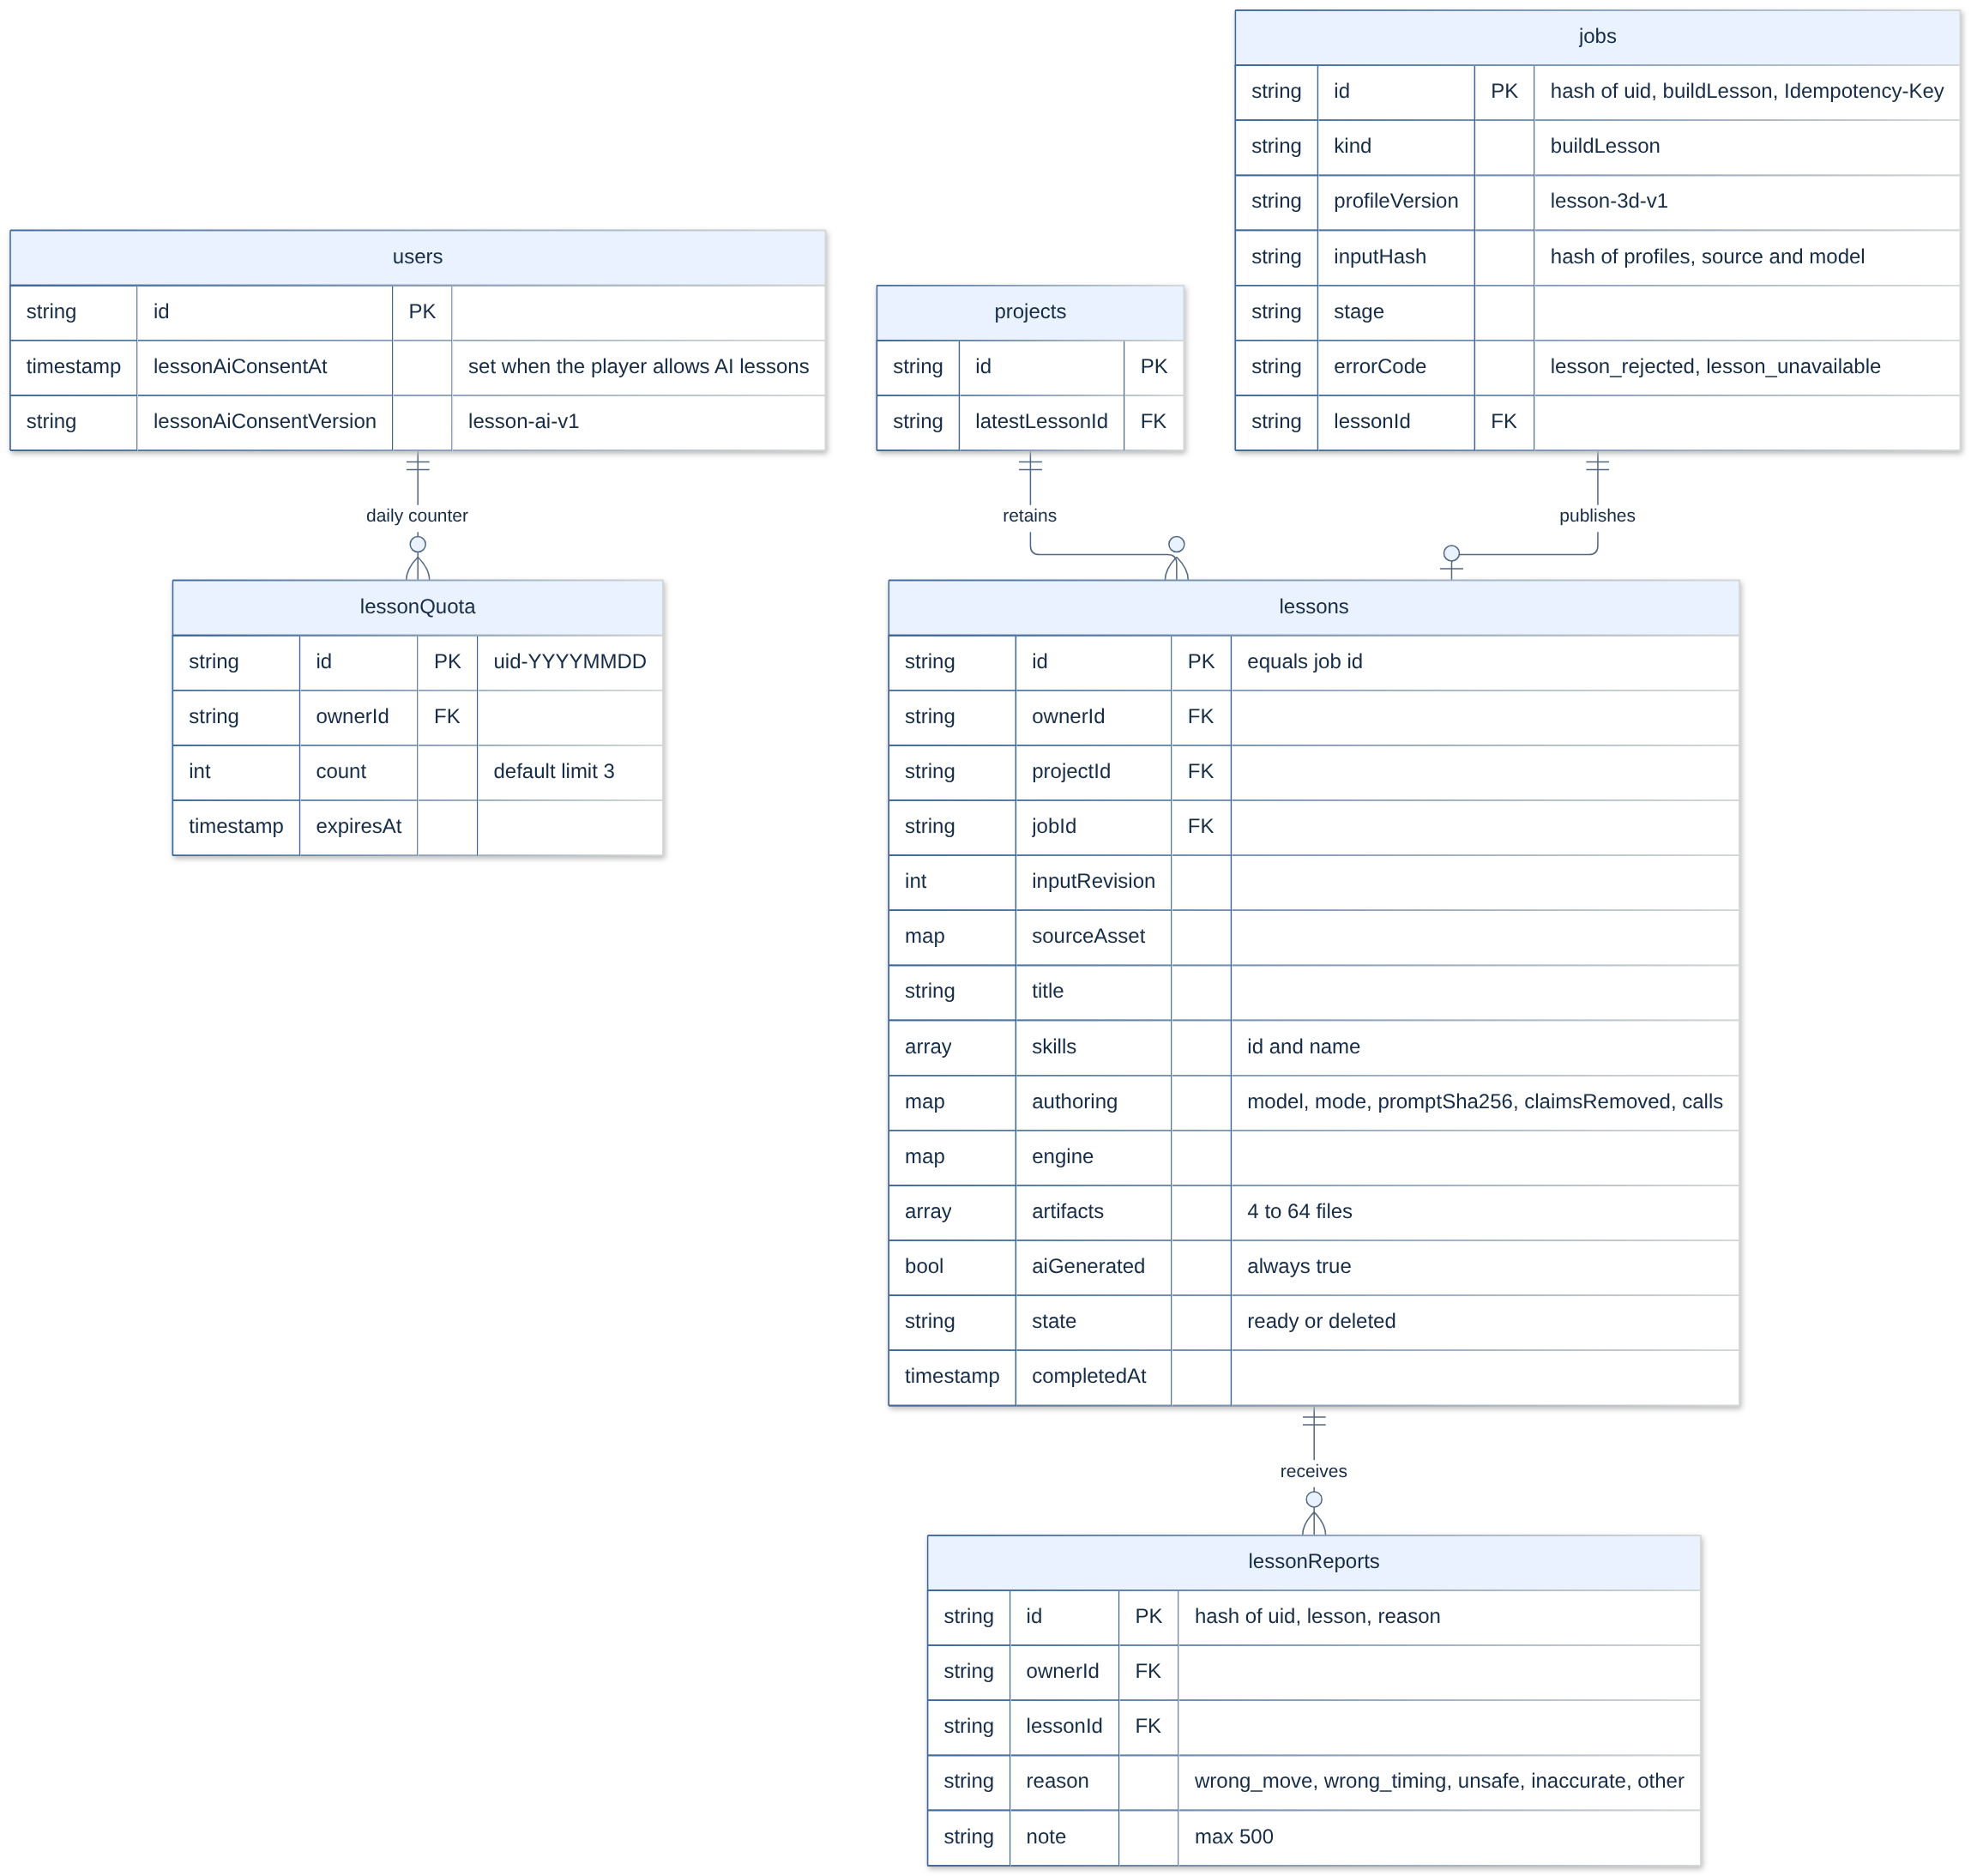 jobs
string id PK hash of uid, buildLesson, Idempotency-Key
string kind buildLesson
string profileVersion lesson-3d-v1
string inputHash hash of profiles, source and model
string stage
string errorCode lesson_rejected, lesson_unavailable
string lessonId FK
users
string id PK
timestamp lessonAiConsentAt set when the player allows AI lessons
string lessonAiConsentVersion lesson-ai-v1
projects
string id PK
string latestLessonId FK
daily counter
retains
publishes
lessonQuota
string id PK uid-YYYYMMDD
string ownerId FK
int count default limit 3
timestamp expiresAt
lessons
string id PK equals job id
string ownerId FK
string projectId FK
string jobId FK
int inputRevision
map sourceAsset
string title
array skills id and name
map authoring model, mode, promptSha256, claimsRemoved, calls
map engine
array artifacts 4 to 64 files
bool aiGenerated always true
string state ready or deleted
timestamp completedAt
receives
lessonReports
string id PK hash of uid, lesson, reason
string ownerId FK
string lessonId FK
string reason wrong_move, wrong_timing, unsafe, inaccurate, other
string note max 500